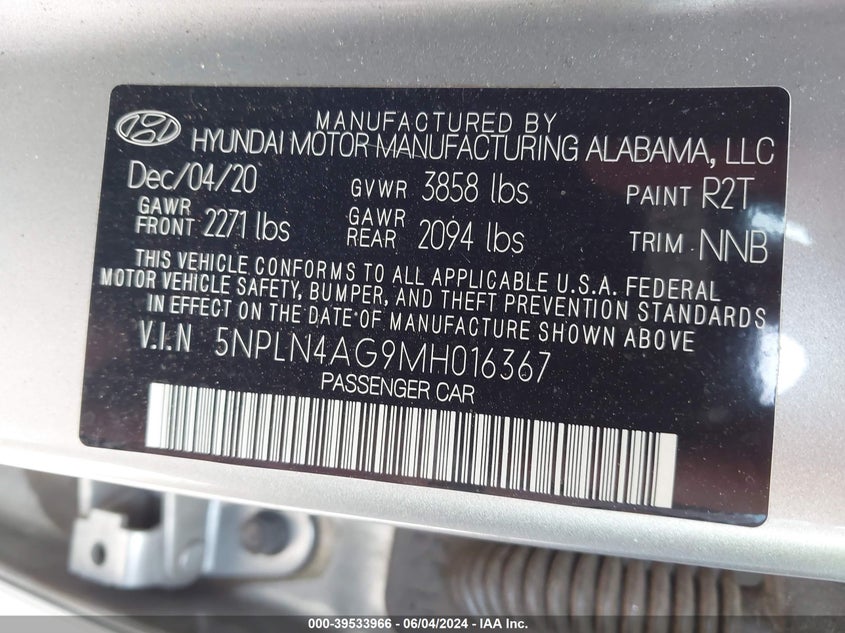 MANUFACTURED BY
HYUNDAI MOTOR MANUFACTURING ALABAMA, LLC
Dec/04/20 GVWR 3858 lbs PAINT R2T
GAWR FRONT 2271 lbs GAWR REAR 2094 lbs TRIM NNB
THIS VEHICLE CONFORMS TO ALL APPLICABLE U.S.A. FEDERAL
MOTOR VEHICLE SAFETY, BUMPER, AND THEFT PREVENTION STANDARDS
IN EFFECT ON THE DATE OF MANUFACTURE SHOWN ABOVE
V.I.N 5NPLN4AG9MH016367
PASSENGER CAR
000-39533966 - 06/04/2024 - IAAI.com